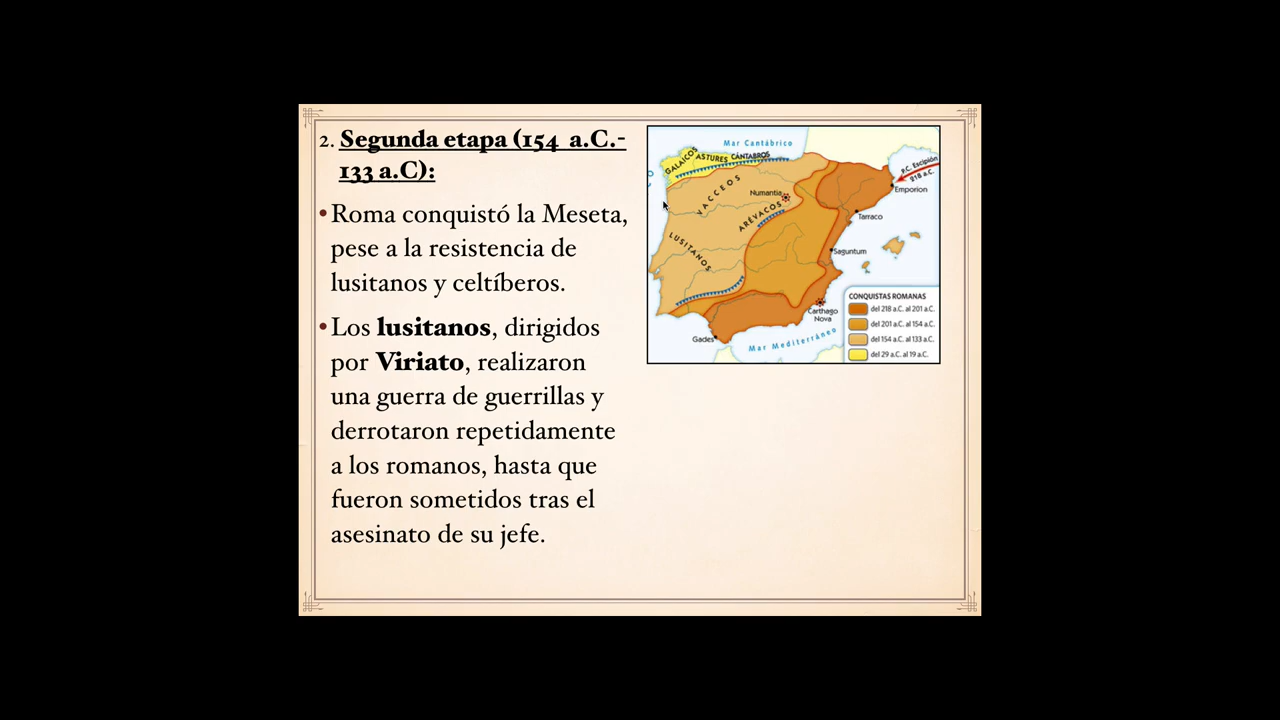 2. Segunda etapa (154 a.C.-
133 a.C):
•Roma conquistó la Meseta,
pese a la resistencia de
lusitanos y celtíberos.
•Los lusitanos, dirigidos
por Viriato, realizaron
una guerra de guerrillas y
derrotaron repetidamente
a los romanos, hasta que
fueron sometidos tras el
asesinato de su jefe.
Mar Cantábrico
GALAICOS
ASTURES
CÁNTABROS
P.C. Escipión
218 a.C.
VACCEOS
Numantia
Emporion
ARÉVACOS
Tarraco
LUSITANOS
Saguntum
Carthago
Nova
Gades
Mar Mediterráneo
CONQUISTAS ROMANAS
del 218 a.C. al 201 a.C.
del 201 a.C. al 154 a.C.
del 154 a.C. al 133 a.C.
del 29 a.C. al 19 a.C.